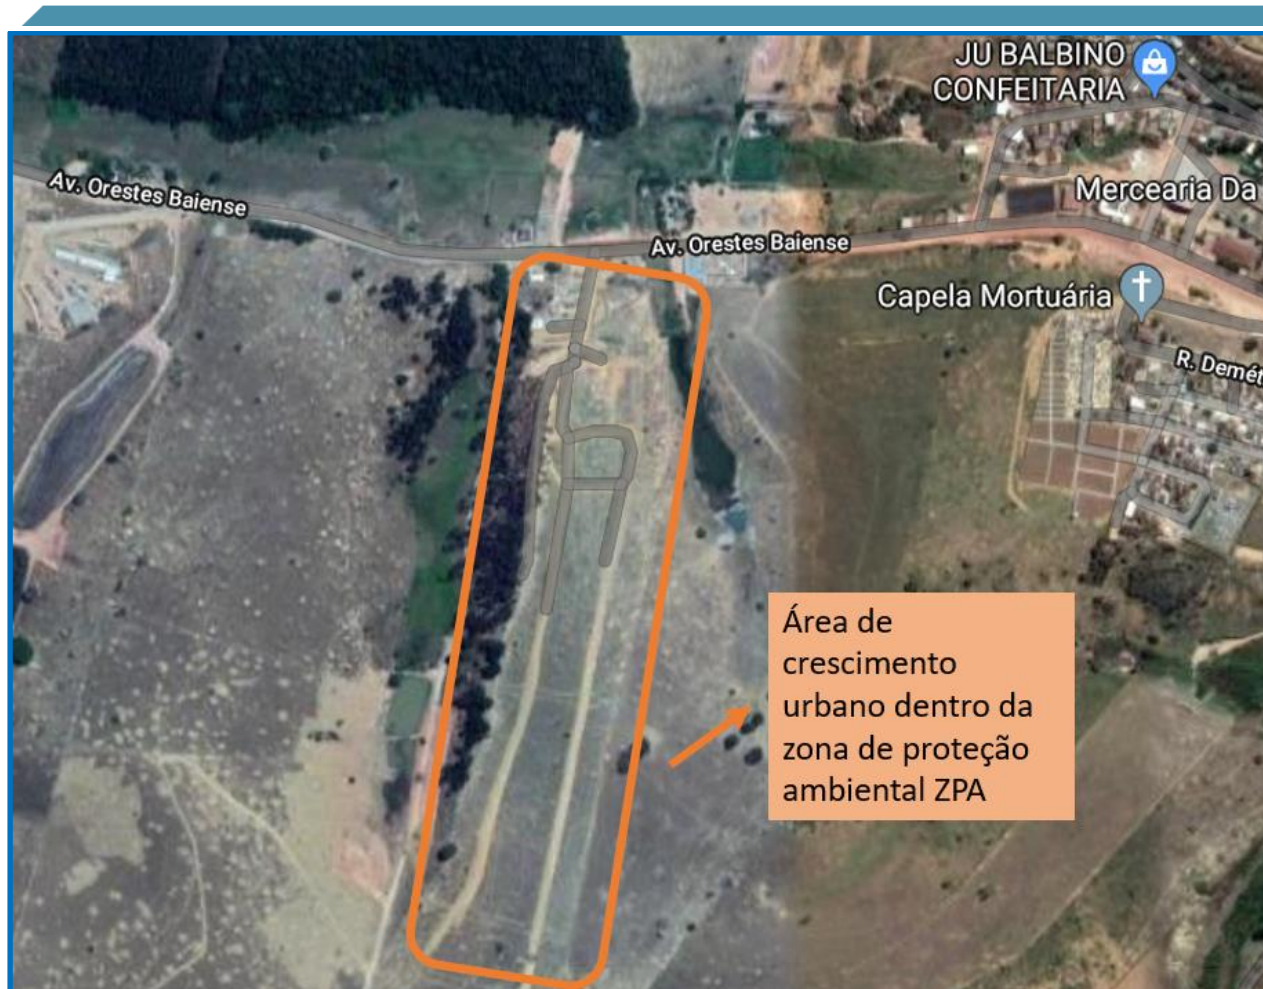 JU BALBINO
CONFEITARIA
Av. Orestes Baiense
Mercearia Da
Av. Orestes Baiense
Capela Mortuária
R. Demét
Área de
crescimento
urbano dentro da
zona de proteção
ambiental ZPA